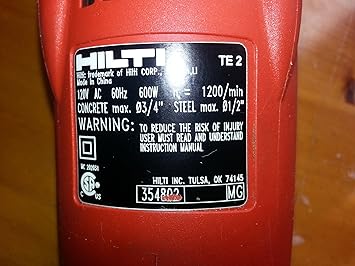 HILTI TE 2
Hilti: trademark of Hilti CORP.,
Made in China
120V AC 60Hz 600W n = 1200/min
CONCRETE max. Ø3/4" STEEL max. Ø1/2"
WARNING: TO REDUCE THE RISK OF INJURY
USER MUST READ AND UNDERSTAND
INSTRUCTION MANUAL
US
HILTI INC. TULSA, OK 74145
MG